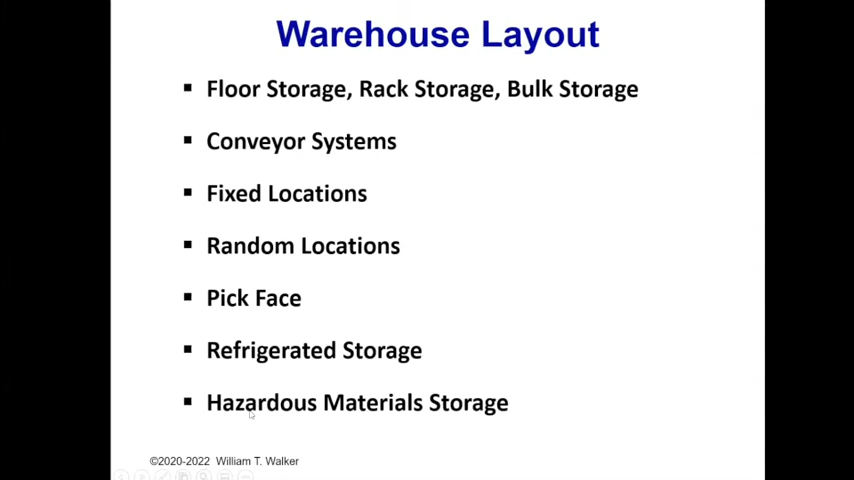 Warehouse Layout
▪ Floor Storage, Rack Storage, Bulk Storage
▪ Conveyor Systems
▪ Fixed Locations
▪ Random Locations
▪ Pick Face
▪ Refrigerated Storage
▪ Hazardous Materials Storage
©2020-2022 William T. Walker